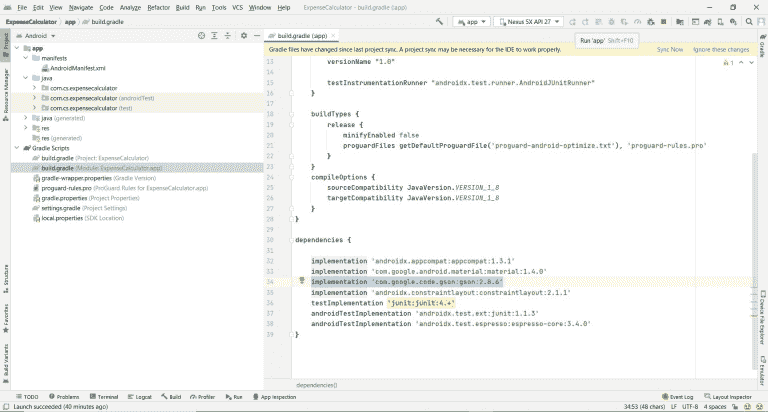 File Edit View Navigate Code Analyze Refactor Build Run Tools VCS Window Help
ExpenseCalculator - build.gradle (app)
ExpenseCalculator app build.gradle
app
Nexus 5X API 27
Android
build.gradle (app)
Run 'app' Shift+F10
Gradle files have changed since last project sync. A project sync may be necessary for the IDE to work properly.
Sync Now
Ignore these changes
Project
Resource Manager
Structure
Favorites
Build Variants
app
manifests
AndroidManifest.xml
java
com.cs.expensecalculator
com.cs.expensecalculator (androidTest)
com.cs.expensecalculator (test)
java (generated)
res
res (generated)
Gradle Scripts
build.gradle (Project: ExpenseCalculator)
build.gradle (Module: ExpenseCalculator.app)
gradle-wrapper.properties (Gradle Version)
proguard-rules.pro (ProGuard Rules for ExpenseCalculator.app)
gradle.properties (Project Properties)
settings.gradle (Project Settings)
local.properties (SDK Location)
13 versionName "1.0"
14
15 testInstrumentationRunner "androidx.test.runner.AndroidJUnitRunner"
16 }
17
18 buildTypes {
19 release {
20 minifyEnabled false
21 proguardFiles getDefaultProguardFile('proguard-android-optimize.txt'), 'proguard-rules.pro'
22 }
23 }
24 compileOptions {
25 sourceCompatibility JavaVersion.VERSION_1_8
26 targetCompatibility JavaVersion.VERSION_1_8
27 }
28 }
29
30 dependencies {
31
32 implementation 'androidx.appcompat:appcompat:1.3.1'
33 implementation 'com.google.android.material:material:1.4.0'
34 implementation 'com.google.code.gson:gson:2.8.6'
35 implementation 'androidx.constraintlayout:constraintlayout:2.1.1'
36 testImplementation 'junit:junit:4.+'
37 androidTestImplementation 'androidx.test.ext:junit:1.1.3'
38 androidTestImplementation 'androidx.test.espresso:espresso-core:3.4.0'
39 }
1
Gradle
Device File Explorer
Emulator
dependencies{}
TODO Problems Terminal Logcat Build Profiler Run App Inspection
Event Log Layout Inspector
Launch succeeded (40 minutes ago)
34:53 (48 chars) LF UTF-8 4 spaces